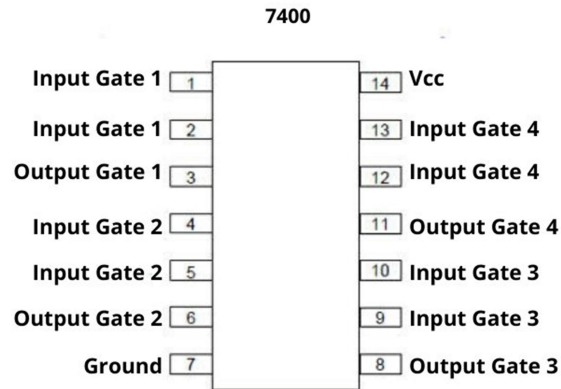 7400
Input Gate 1 1 14 Vcc
Input Gate 1 2 13 Input Gate 4
Output Gate 1 3 12 Input Gate 4
Input Gate 2 4 11 Output Gate 4
Input Gate 2 5 10 Input Gate 3
Output Gate 2 6 9 Input Gate 3
Ground 7 8 Output Gate 3